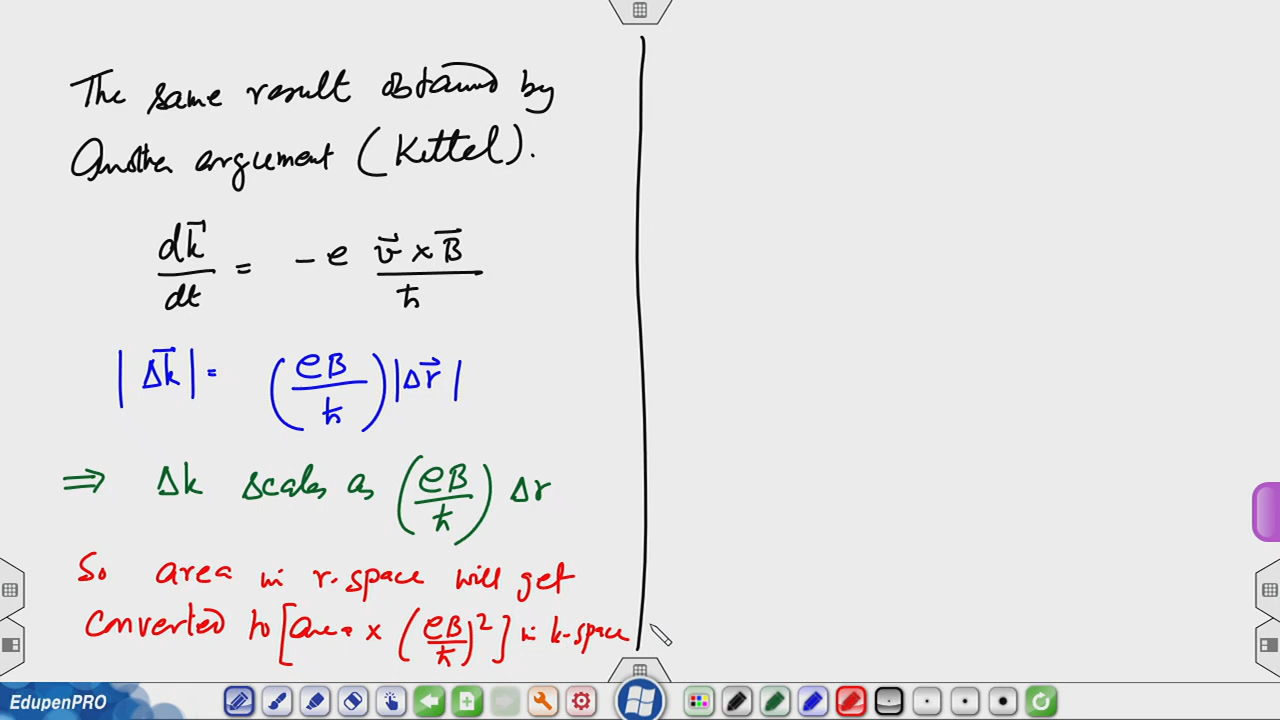 The same result obtained by
Another argument (Kittel).
dk⃗/dt = -e (v⃗ × B⃗)/ħ
|Δk⃗| = (eB/ħ)|Δr⃗|
⇒ Δk scales as (eB/ħ) Δr
So area in r-space will get
converted to [area × (eB/ħ)²] in k-space
EdupenPRO